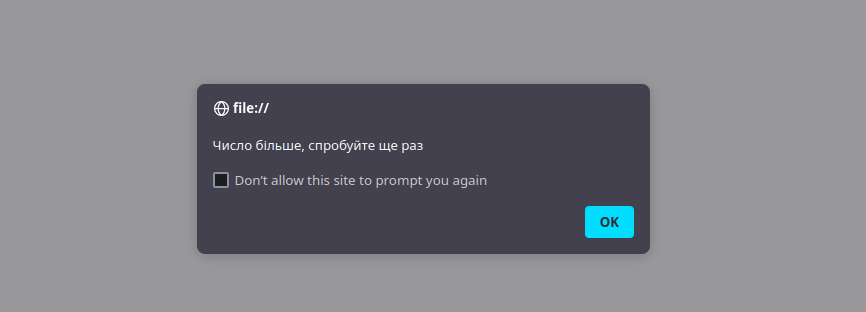 file://
Число більше, спробуйте ще раз
Don’t allow this site to prompt you again
OK